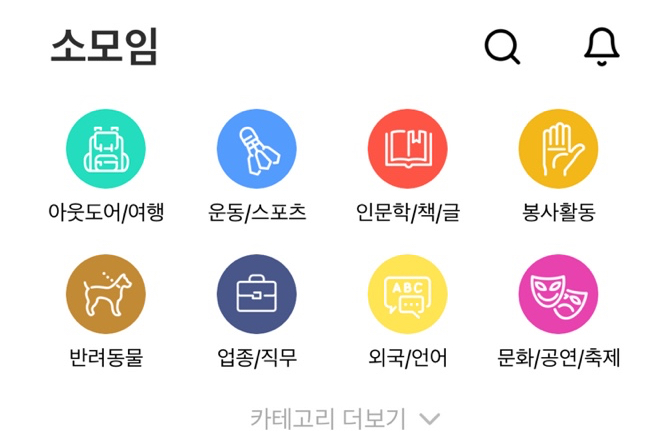 소모임
아웃도어/여행
운동/스포츠
인문학/책/글
봉사활동
반려동물
업종/직무
ABC
외국/언어
문화/공연/축제
카테고리 더보기